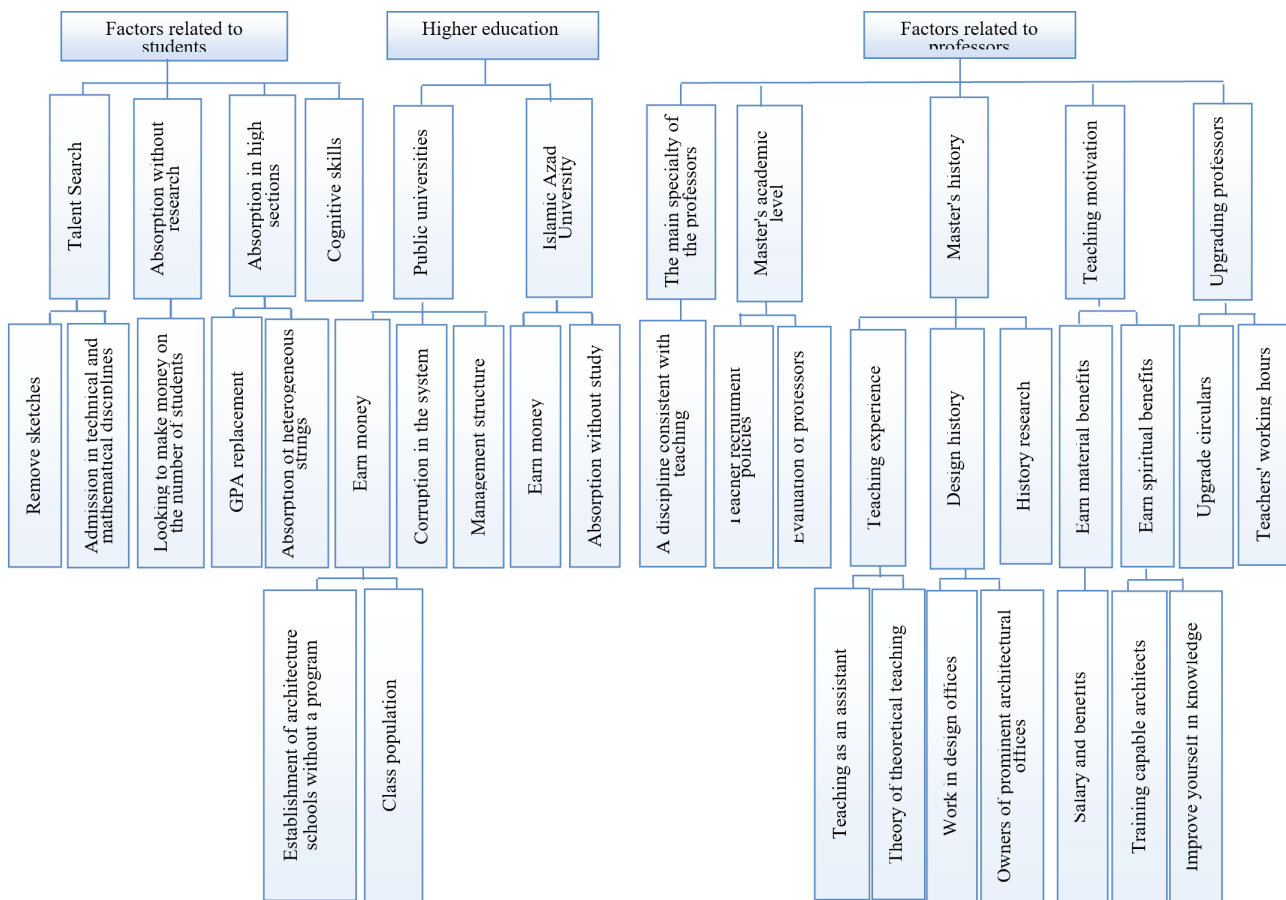 Factors related to
students
Higher education
Factors related to
professors
Talent Search
Absorption without
research
Absorption in high
sections
Cognitive skills
Public universities
Islamic Azad
University
The main specialty of
the professors
Master's academic
level
Master's history
Teaching motivation
Upgrading professors
Remove sketches
Admission in technical and
mathematical disciplines
Looking to make money on
the number of students
GPA replacement
Absorption of heterogeneous
strings
Earn money
Corruption in the system
Management structure
Earn money
Absorption without study
A discipline consistent with
teaching
Teacher recruitment
policies
Evaluation of professors
Teaching experience
Design history
History research
Earn material benefits
Earn spiritual benefits
Upgrade circulars
Teachers' working hours
Establishment of architecture
schools without a program
Class population
Teaching as an assistant
Theory of theoretical teaching
Work in design offices
Owners of prominent architectural
offices
Salary and benefits
Training capable architects
Improve yourself in knowledge